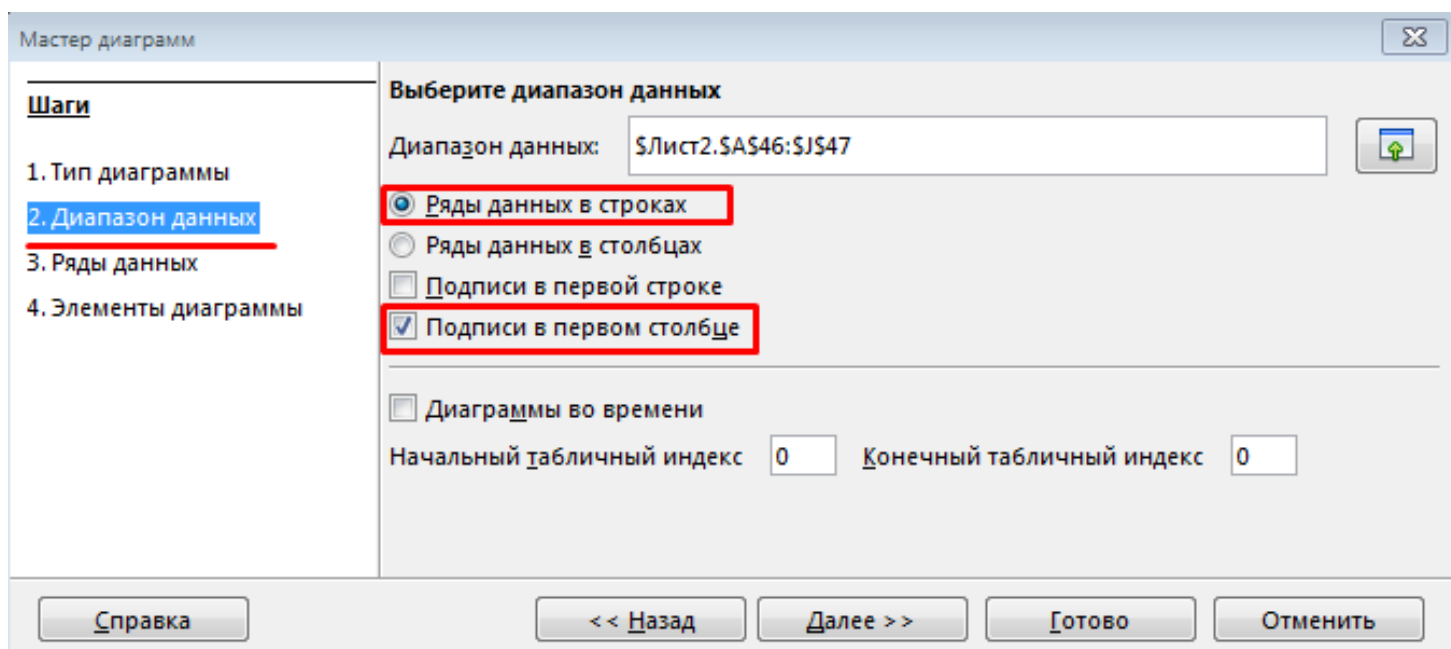 Мастер диаграмм
Шаги
1. Тип диаграммы
2. Диапазон данных
3. Ряды данных
4. Элементы диаграммы
Выберите диапазон данных
Диапазон данных: $Лист2.$A$46:$J$47
Ряды данных в строках
Ряды данных в столбцах
Подписи в первой строке
Подписи в первом столбце
Диаграммы во времени
Начальный табличный индекс 0 Конечный табличный индекс 0
Справка << Назад Далее >> Готово Отменить